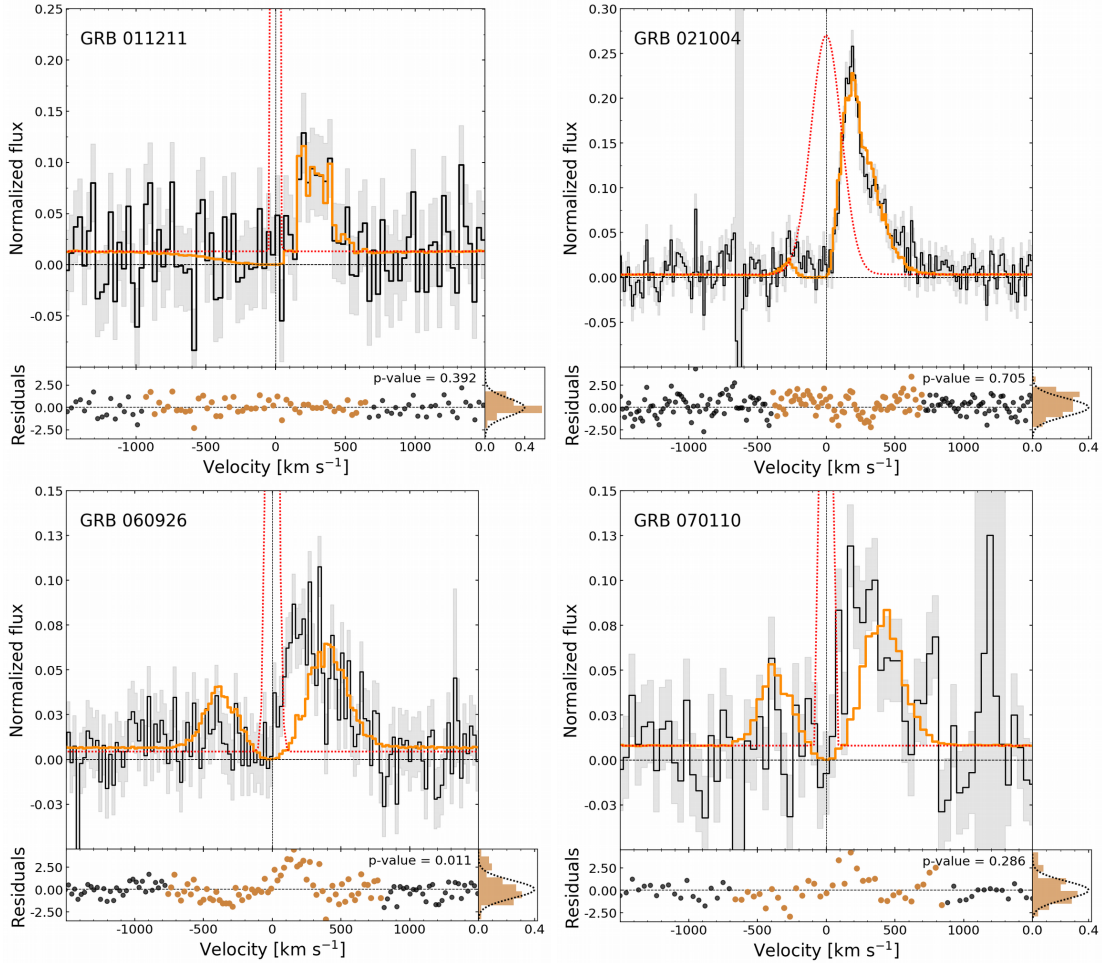 GRB 011211
Normalized flux
0.25
0.20
0.15
0.10
0.05
0.00
-0.05
p-value = 0.392
Residuals
2.50
0.00
-2.50
-1000 -500 0 500 1000 0.0 0.4
Velocity [km s⁻¹]
GRB 021004
Normalized flux
0.30
0.25
0.20
0.15
0.10
0.05
0.00
-0.05
p-value = 0.705
Residuals
2.50
0.00
-2.50
-1000 -500 0 500 1000 0.0 0.4
Velocity [km s⁻¹]
GRB 060926
Normalized flux
0.15
0.13
0.10
0.08
0.05
0.03
0.00
-0.03
p-value = 0.011
Residuals
2.50
0.00
-2.50
-1000 -500 0 500 1000 0.0 0.4
Velocity [km s⁻¹]
GRB 070110
Normalized flux
0.15
0.13
0.10
0.08
0.05
0.03
0.00
-0.03
p-value = 0.286
Residuals
2.50
0.00
-2.50
-1000 -500 0 500 1000 0.0 0.4
Velocity [km s⁻¹]